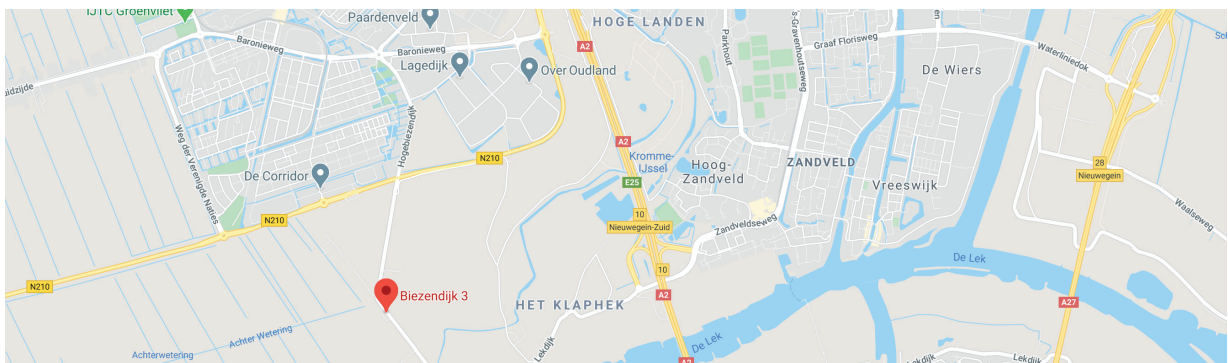 IJTC Groenvliet
Paardenveld
Baronieweg
Baronieweg
Lagedijk
Over Oudland
uidzijde
Weg der Verenigde Naties
Hogebiezendijk
De Corridor
N210
N210
N210
Biezendijk 3
Achter Wetering
Achterwetering
HOGE LANDEN
A2
Parkhout
's-Gravenhoutseweg
Graaf Florisweg
De Wiers
Waterliniedok
A2
Kromme-
IJssel
E25
Hoog-
Zandveld
ZANDVELD
Vreeswijk
28
Nieuwegein
Waalseweg
10
Nieuwegein-Zuid
Zandveldseweg
10
A2
HET KLAPHEK
Lekdijk
De Lek
De Lek
A27
A2
Lekdijk
Lekdijk